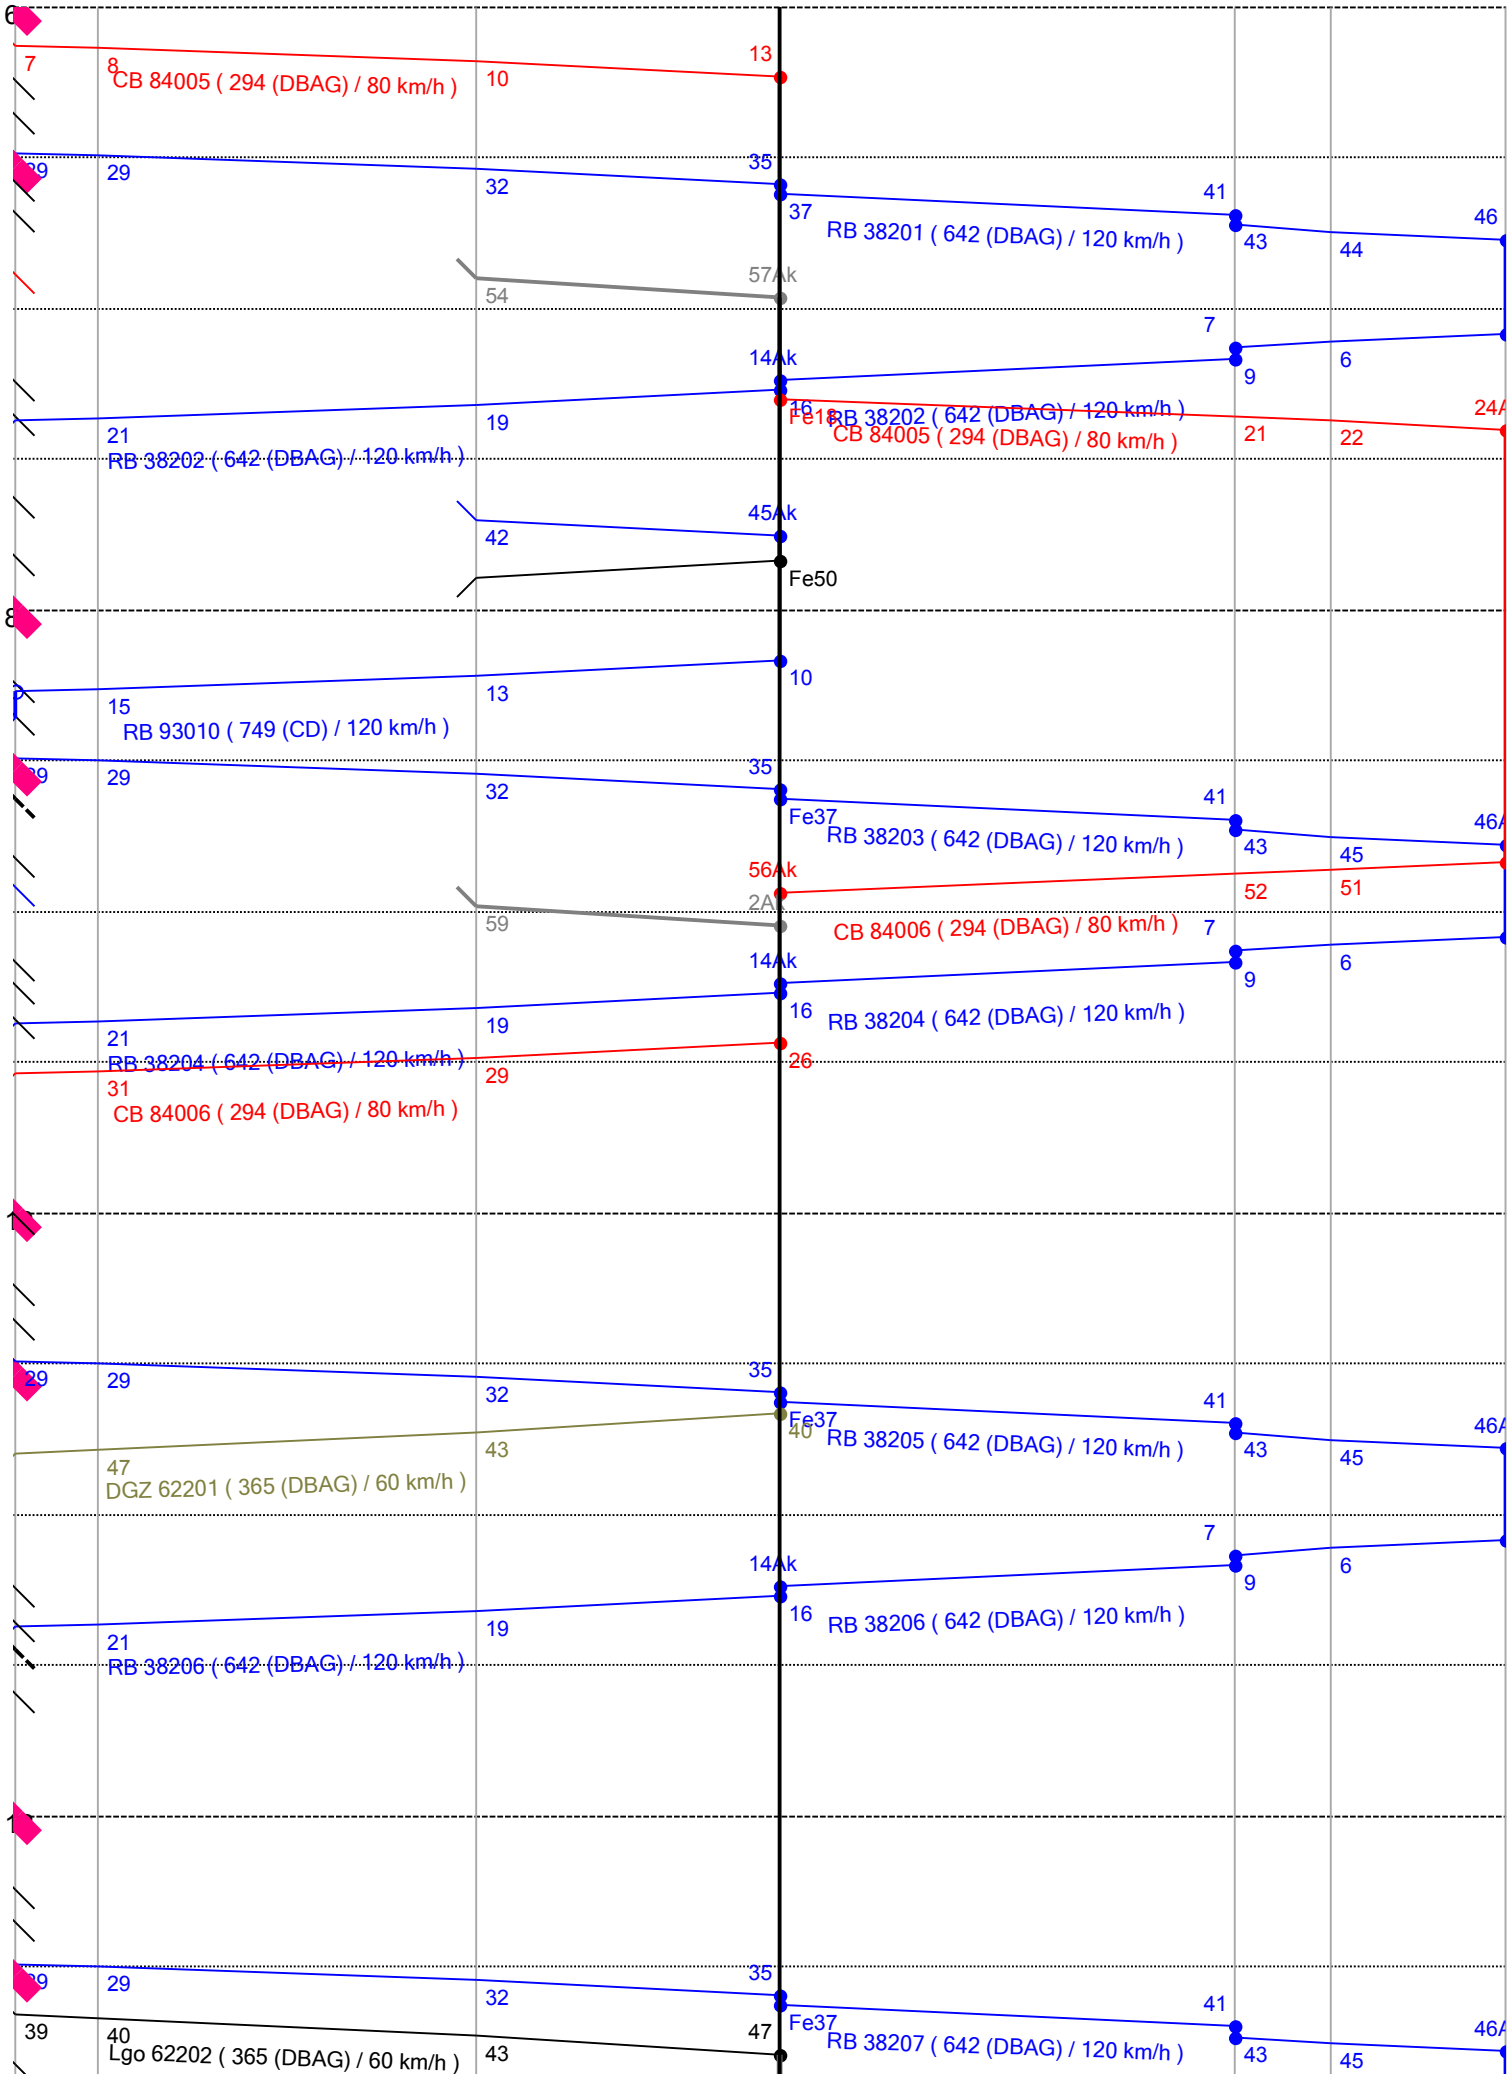 6
13
7
8
CB 84005 ( 294 (DBAG) / 80 km/h )
10
35
29
29
32
41
37
46
RB 38201 ( 642 (DBAG) / 120 km/h )
43
44
57Ak
54
7
14Ak
6
9
16
24A
Fe18
RB 38202 ( 642 (DBAG) / 120 km/h )
19
21
CB 84005 ( 294 (DBAG) / 80 km/h )
21
22
RB 38202 ( 642 (DBAG) / 120 km/h )
45Ak
42
Fe50
8
10
13
15
RB 93010 ( 749 (CD) / 120 km/h )
35
29
29
32
41
Fe37
46A
RB 38203 ( 642 (DBAG) / 120 km/h )
43
45
56Ak
52
51
2A
59
CB 84006 ( 294 (DBAG) / 80 km/h )
7
14Ak
6
9
16
RB 38204 ( 642 (DBAG) / 120 km/h )
19
21
RB 38204 ( 642 (DBAG) / 120 km/h )
26
29
31
CB 84006 ( 294 (DBAG) / 80 km/h )
35
29
29
32
41
Fe37
46A
40
RB 38205 ( 642 (DBAG) / 120 km/h )
43
45
43
47
DGZ 62201 ( 365 (DBAG) / 60 km/h )
7
14Ak
6
9
16
RB 38206 ( 642 (DBAG) / 120 km/h )
19
21
RB 38206 ( 642 (DBAG) / 120 km/h )
35
29
29
32
41
Fe37
46A
39
40
47
RB 38207 ( 642 (DBAG) / 120 km/h )
43
45
Lgo 62202 ( 365 (DBAG) / 60 km/h )
43